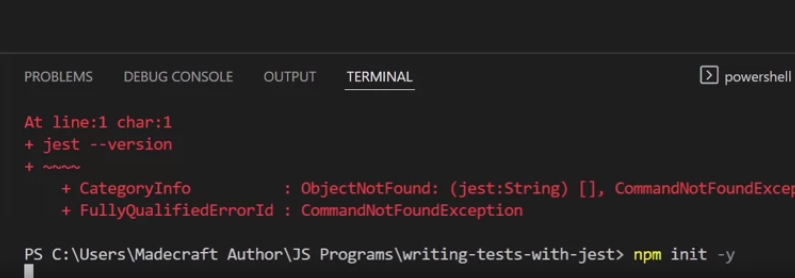 PROBLEMS DEBUG CONSOLE OUTPUT TERMINAL powershell
At line:1 char:1
+ jest --version
+ ~~~~
+ CategoryInfo : ObjectNotFound: (jest:String) [], CommandNotFoundExcep
+ FullyQualifiedErrorId : CommandNotFoundException
PS C:\Users\Madecraft Author\JS Programs\writing-tests-with-jest> npm init -y